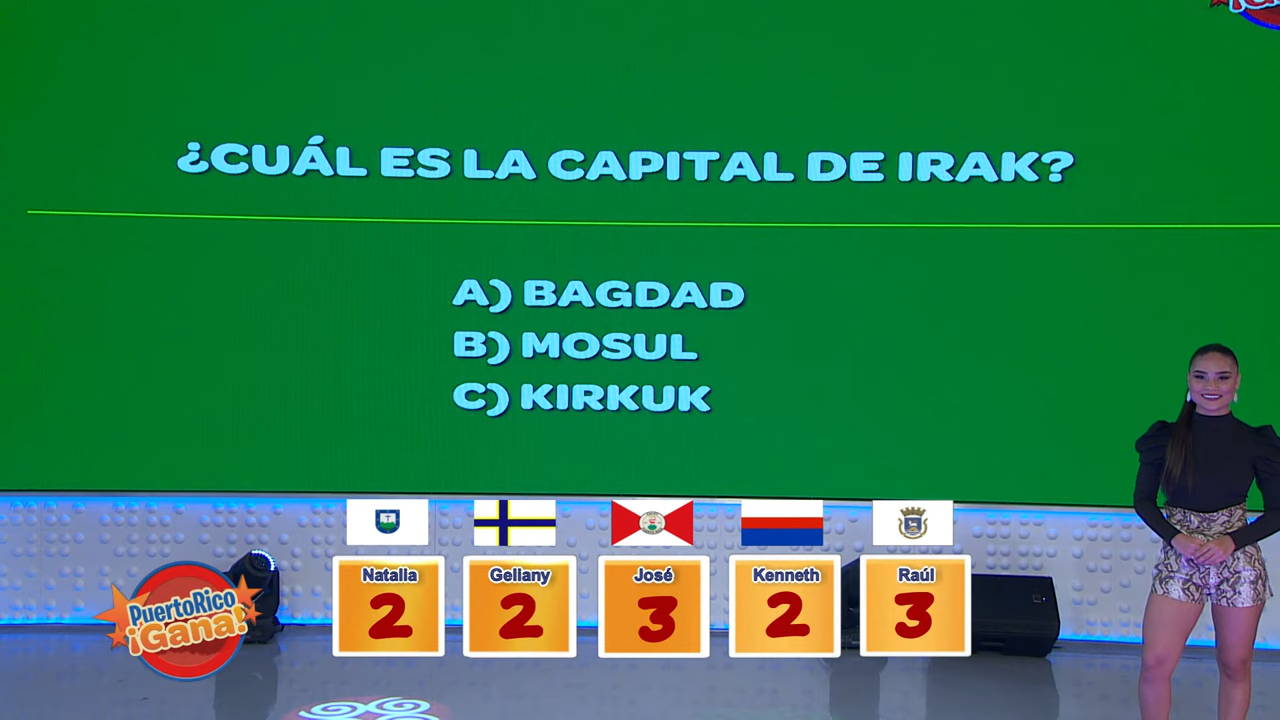 ¿CUÁL ES LA CAPITAL DE IRAK?
A) BAGDAD
B) MOSUL
C) KIRKUK
Natalia
Gellany
José
Kenneth
Raúl
2
2
3
2
3
PuertoRico
¡Gana!